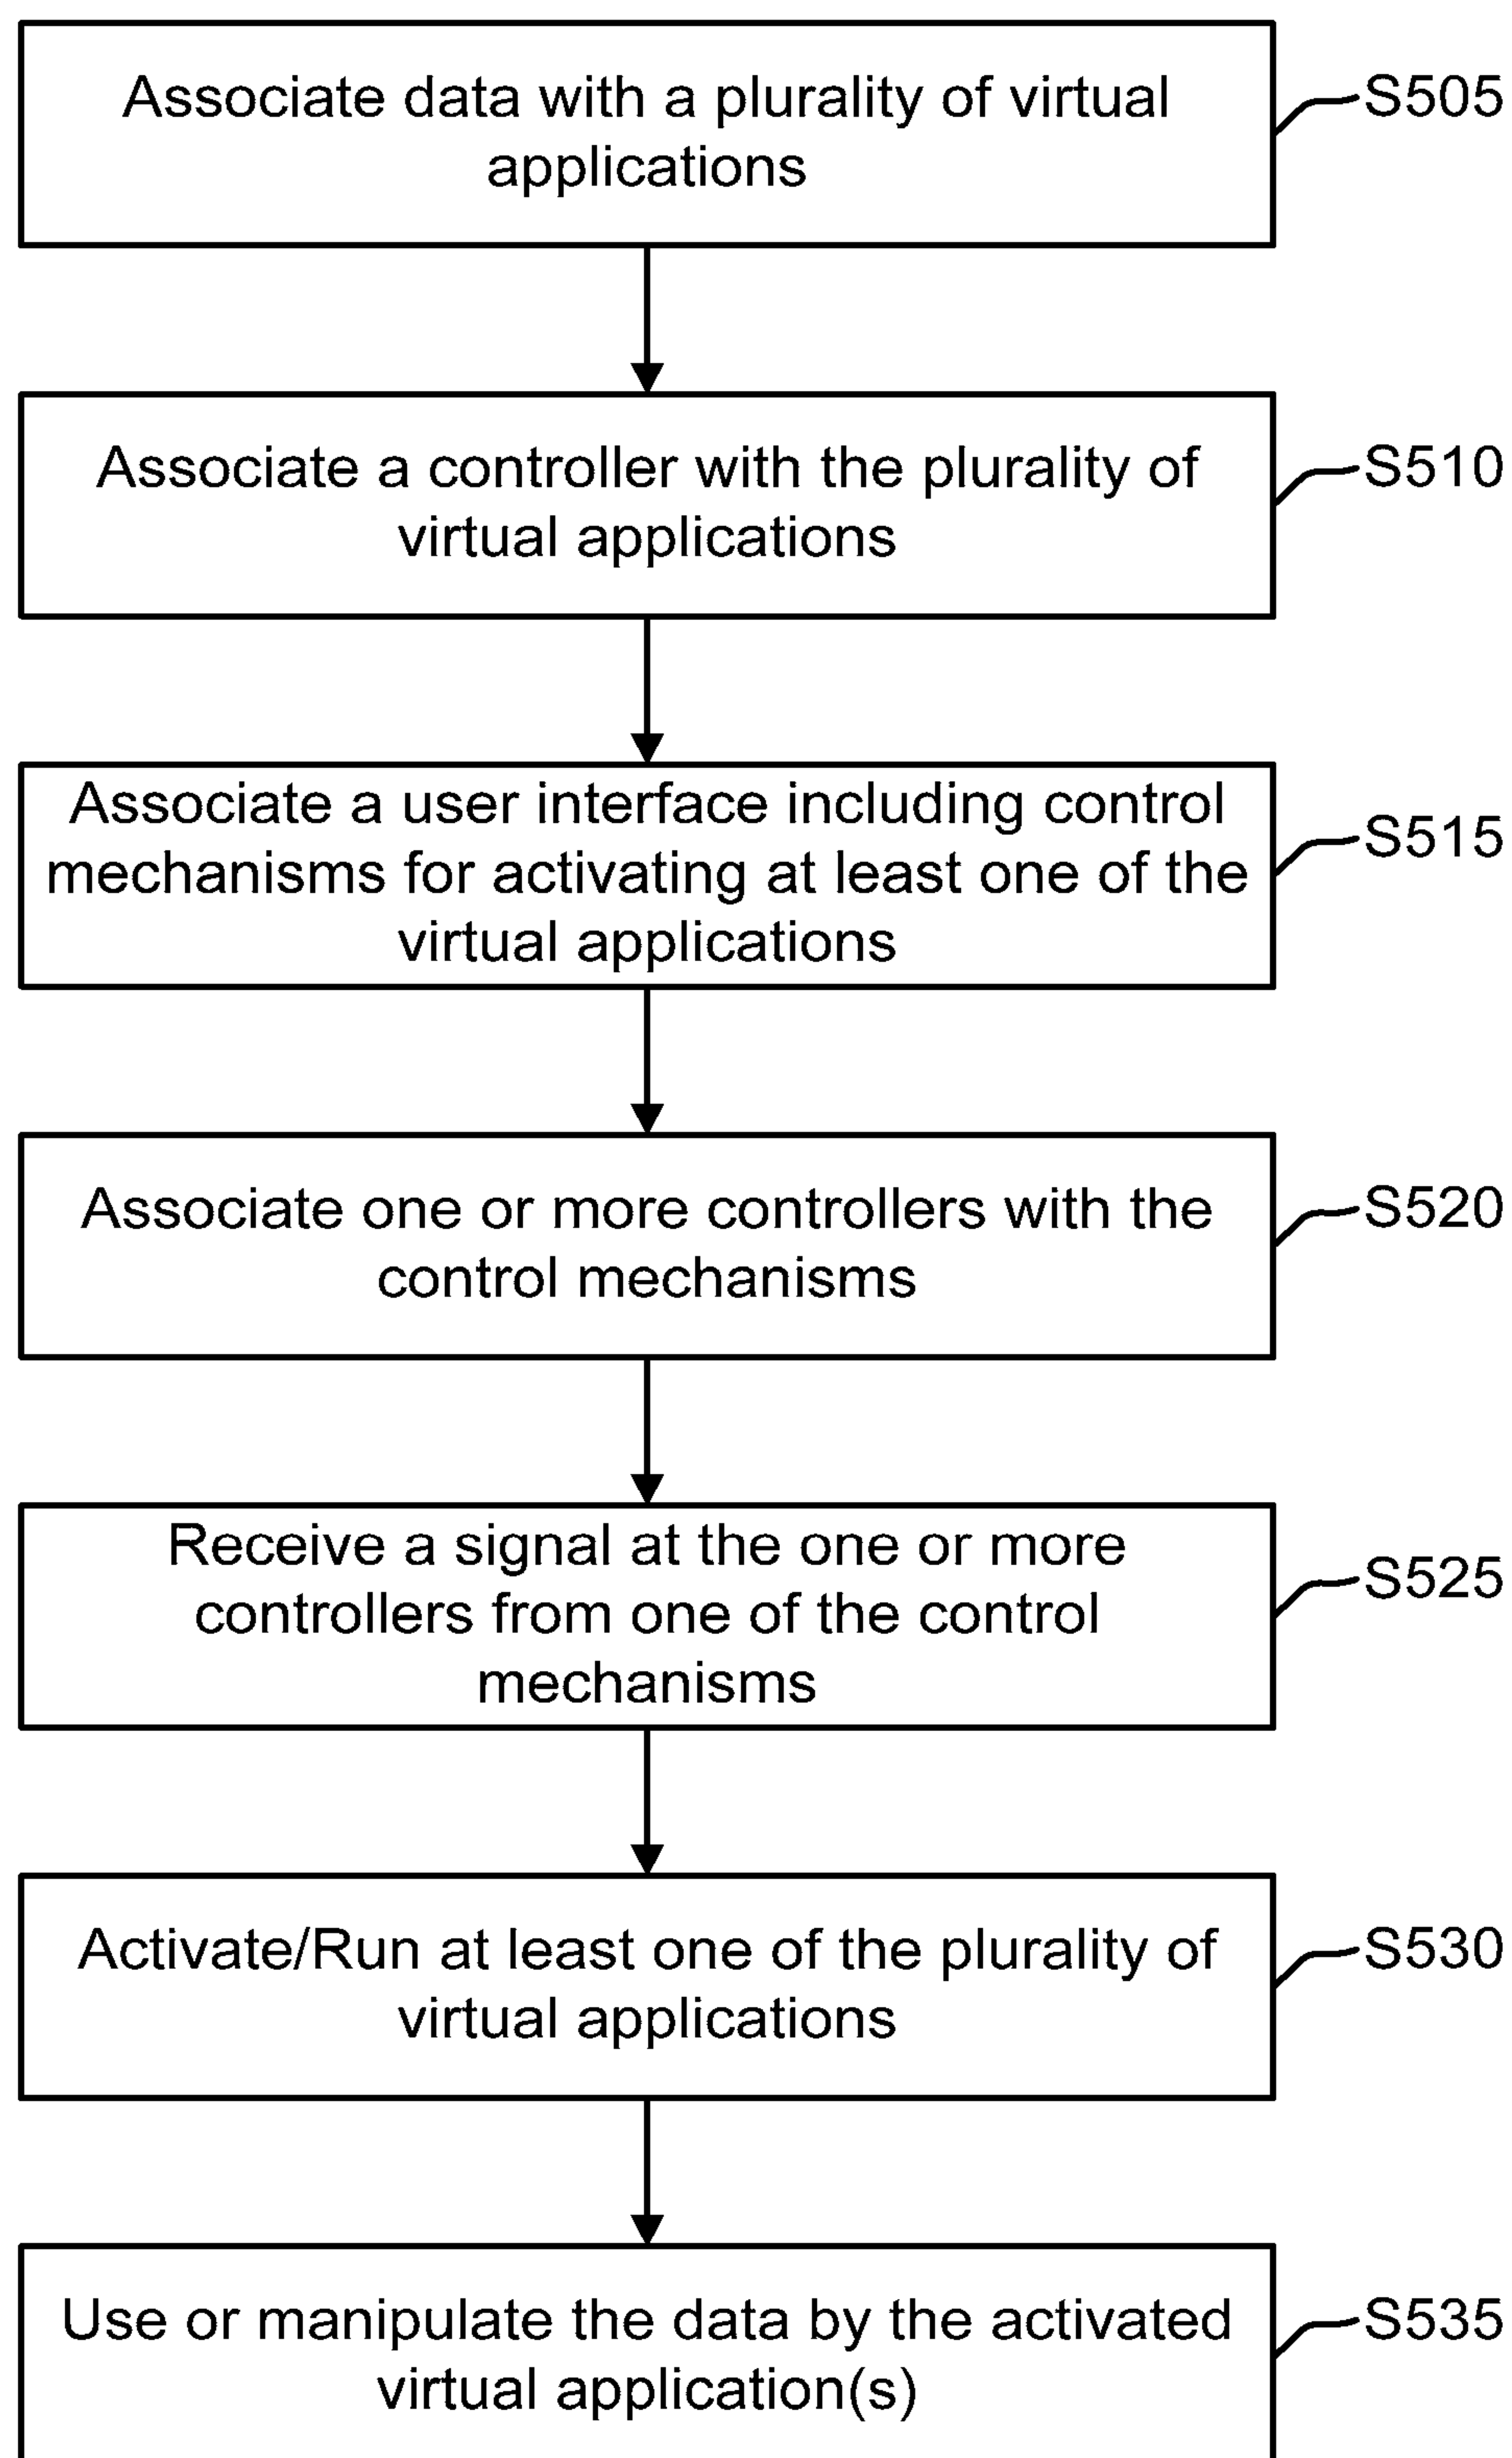 Associate data with a plurality of virtual
applications
S505
Associate a controller with the plurality of
virtual applications
S510
Associate a user interface including control
mechanisms for activating at least one of the
virtual applications
S515
Associate one or more controllers with the
control mechanisms
S520
Receive a signal at the one or more
controllers from one of the control
mechanisms
S525
Activate/Run at least one of the plurality of
virtual applications
S530
Use or manipulate the data by the activated
virtual application(s)
S535